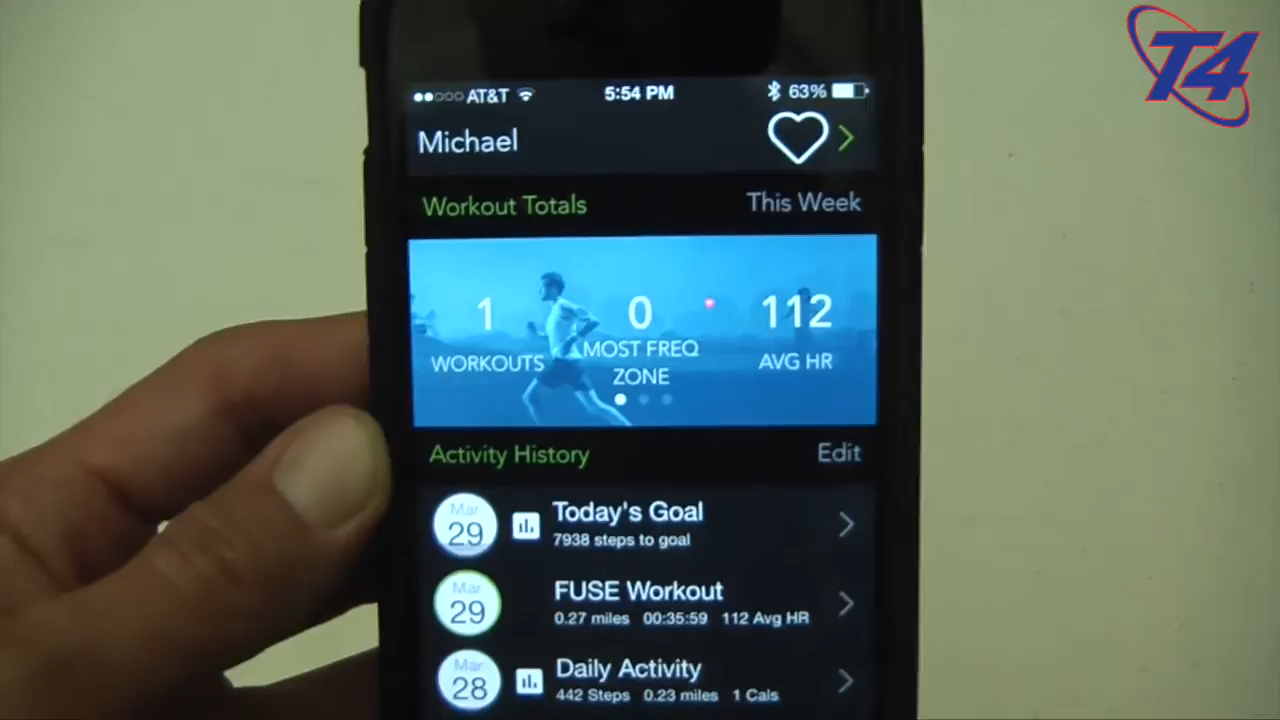 T4
AT&T 5:54 PM 63%
Michael
Workout Totals This Week
1 0 112
WORKOUTS MOST FREQ ZONE AVG HR
Activity History Edit
Mar 29 Today's Goal
7938 steps to goal
Mar 29 FUSE Workout
0.27 miles 00:35:59 112 Avg HR
Mar 28 Daily Activity
442 Steps 0.23 miles 1 Cals